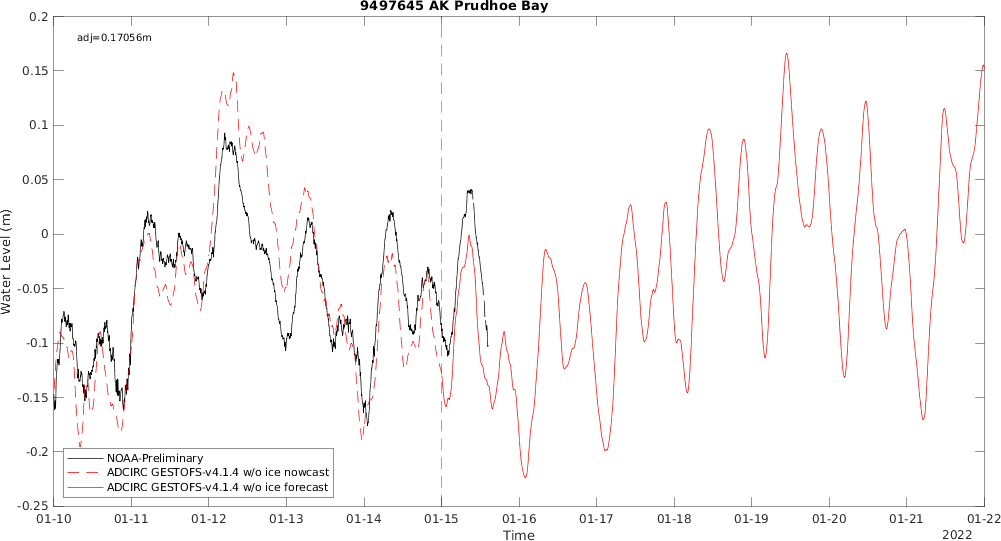 9497645 AK Prudhoe Bay
adj=0.17056m
0.2
0.15
0.1
0.05
0
-0.05
-0.1
-0.15
-0.2
-0.25
Water Level (m)
NOAA-Preliminary
ADCIRC GESTOFS-v4.1.4 w/o ice nowcast
ADCIRC GESTOFS-v4.1.4 w/o ice forecast
01-10 01-11 01-12 01-13 01-14 01-15 01-16 01-17 01-18 01-19 01-20 01-21 01-22
Time
2022